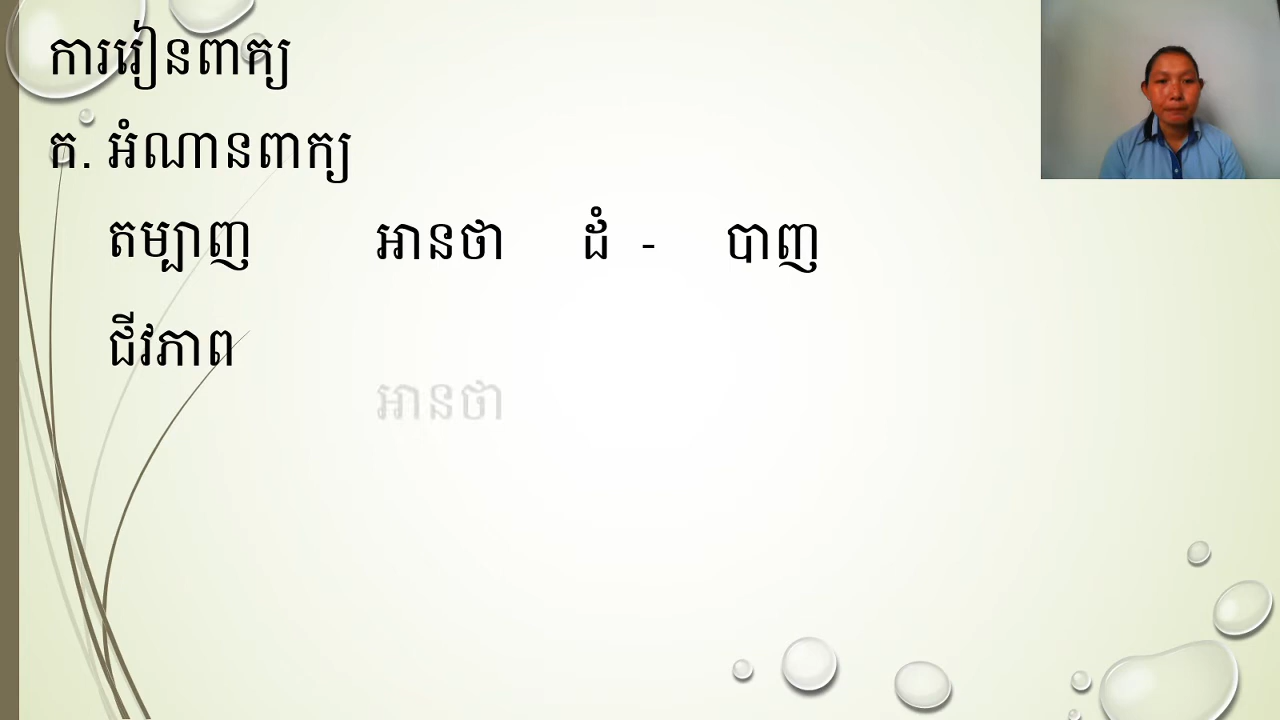 ការរៀនពាក្យ
ក. អំណានពាក្យ
តម្បាញ អានថា ដំ - បាញ
ជីវភាព
អានថា